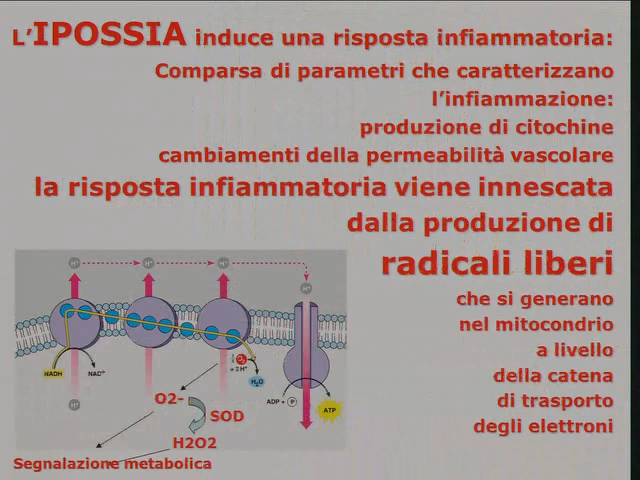 L'IPOSSIA induce una risposta infiammatoria:
Comparsa di parametri che caratterizzano
l'infiammazione:
produzione di citochine
cambiamenti della permeabilità vascolare
la risposta infiammatoria viene innescata
dalla produzione di
radicali liberi
che si generano
nel mitocondrio
a livello
della catena
di trasporto
degli elettroni
H+ H+ H+
H+
NADH NAD+
H+
O2 + 2 H+
H2O
ADP + P
ATP
O2-
SOD
H2O2
Segnalazione metabolica